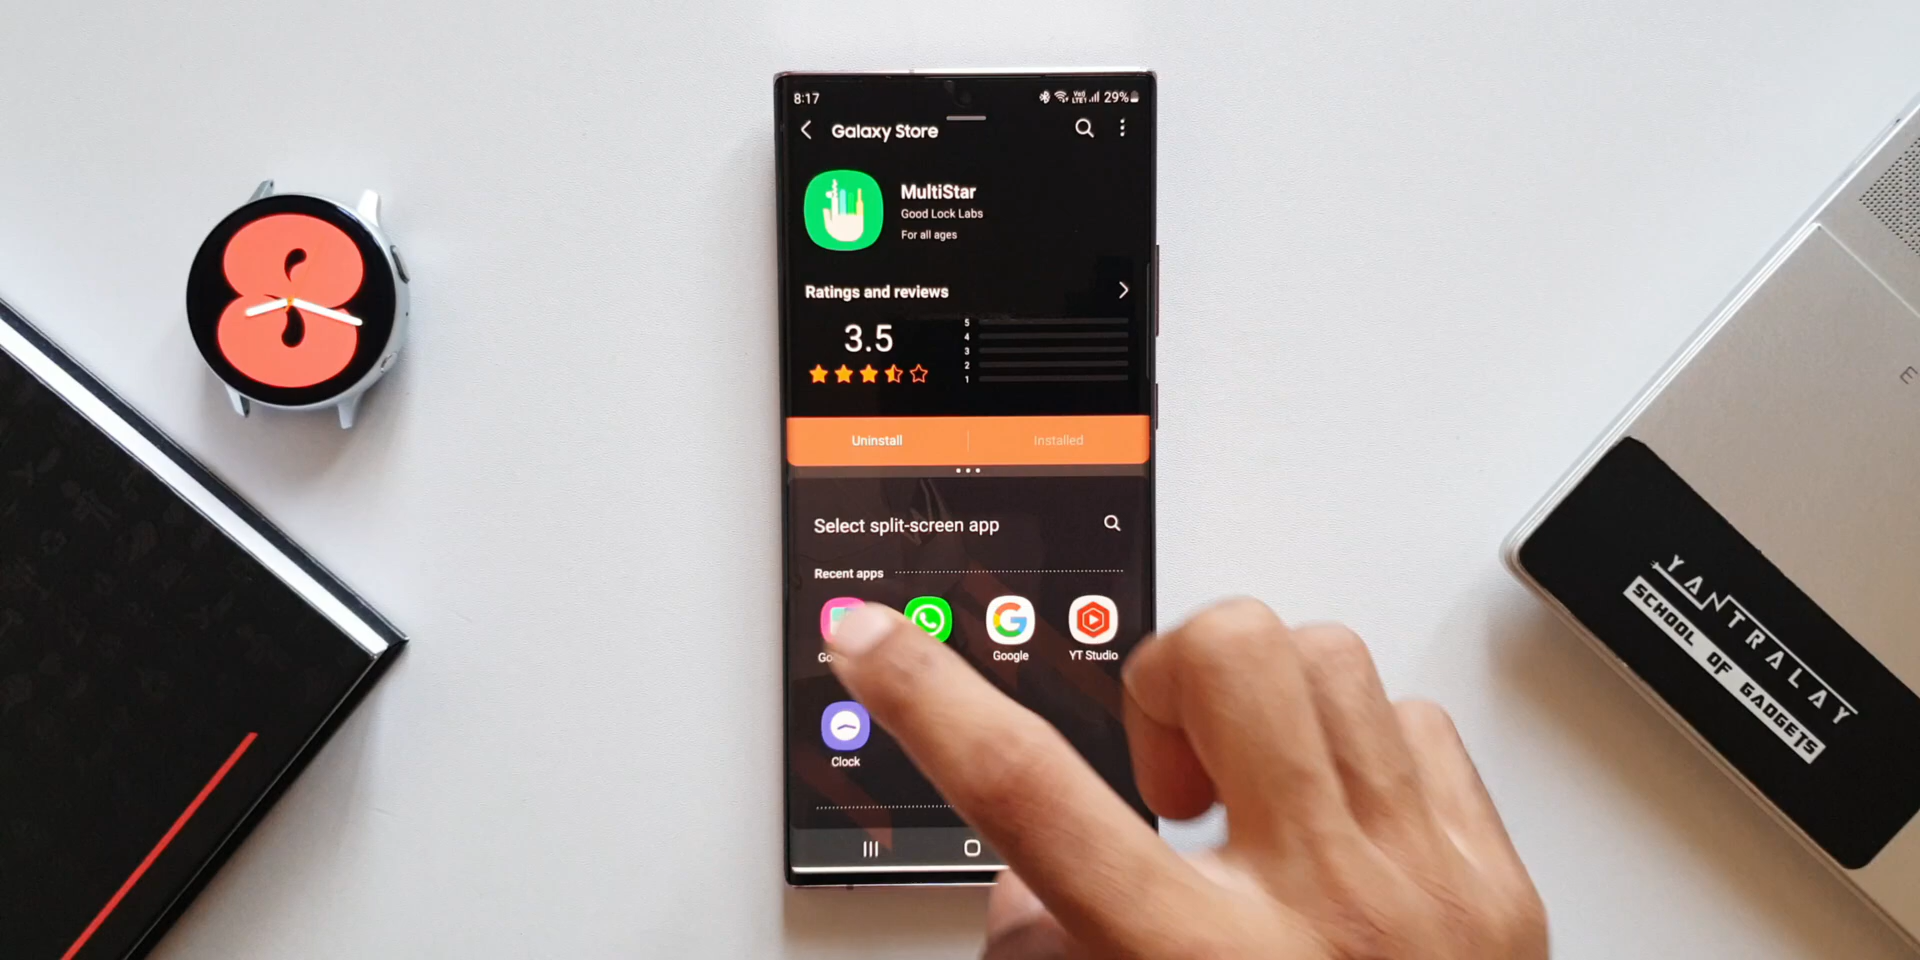 8:17
29%
Galaxy Store
MultiStar
Good Lock Labs
For all ages
Ratings and reviews
3.5
5
4
3
2
1
Uninstall
Installed
Select split-screen app
Recent apps
Google
YT Studio
Clock
YANTRALAY
SCHOOL OF GADGETS
E